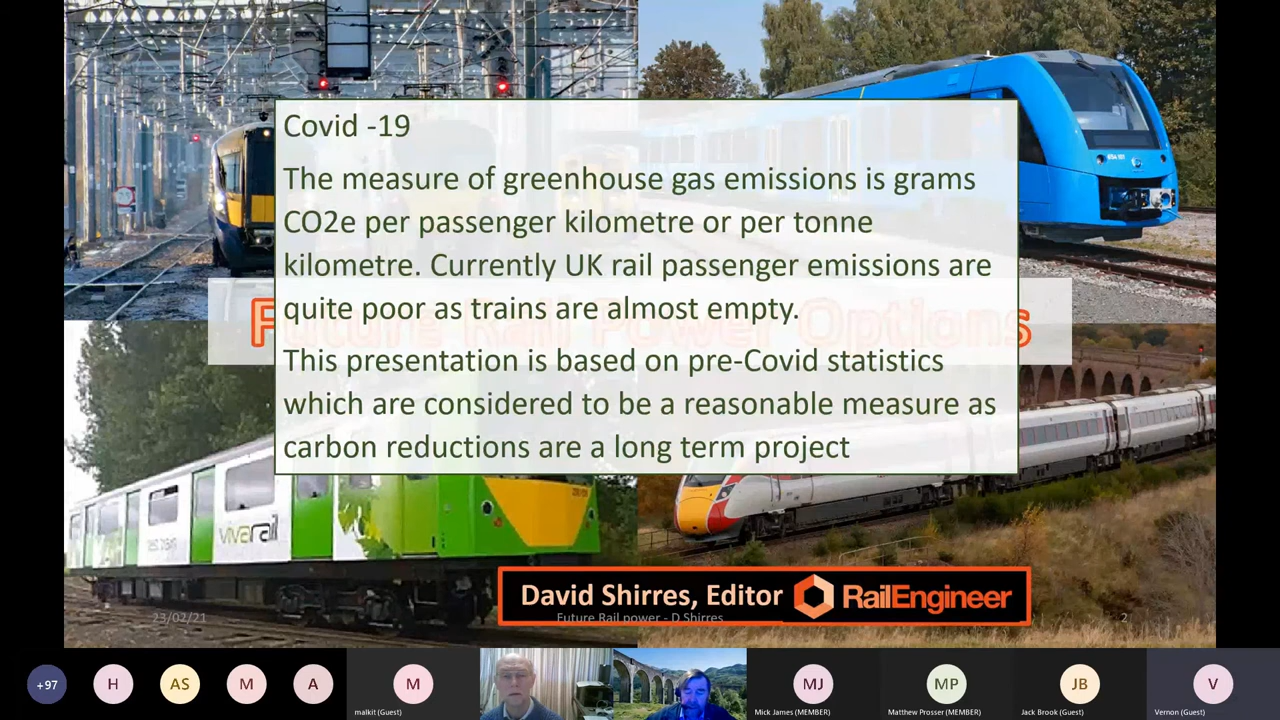 Covid -19
The measure of greenhouse gas emissions is grams
CO2e per passenger kilometre or per tonne
kilometre. Currently UK rail passenger emissions are
quite poor as trains are almost empty.
Future Rail Power Options
This presentation is based on pre-Covid statistics
which are considered to be a reasonable measure as
carbon reductions are a long term project
vivarail
David Shirres, Editor RailEngineer
23/02/21
Future Rail power - D Shirres
2
+97
H
AS
M
A
M
malkit (Guest)
MJ
Mick James (MEMBER)
MP
Matthew Prosser (MEMBER)
JB
Jack Brook (Guest)
V
Vernon (Guest)